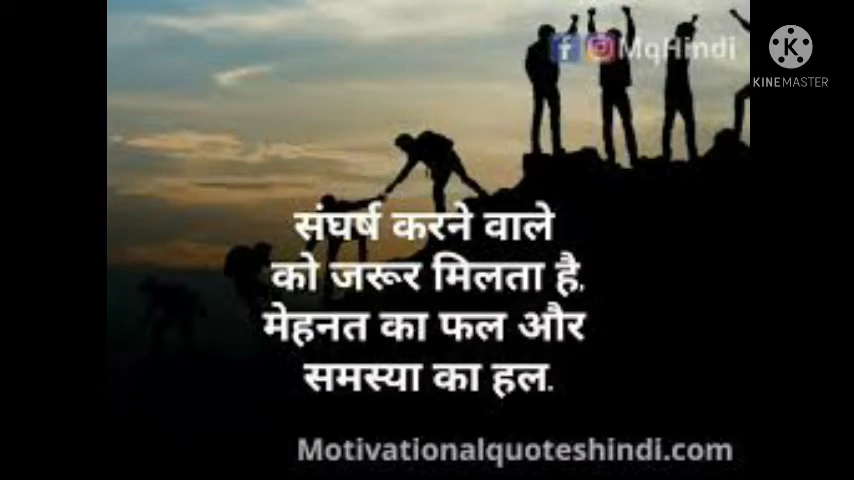 MqHindi
KINEMASTER
संघर्ष करने वाले
को जरूर मिलता है,
मेहनत का फल और
समस्या का हल.
Motivationalquoteshindi.com